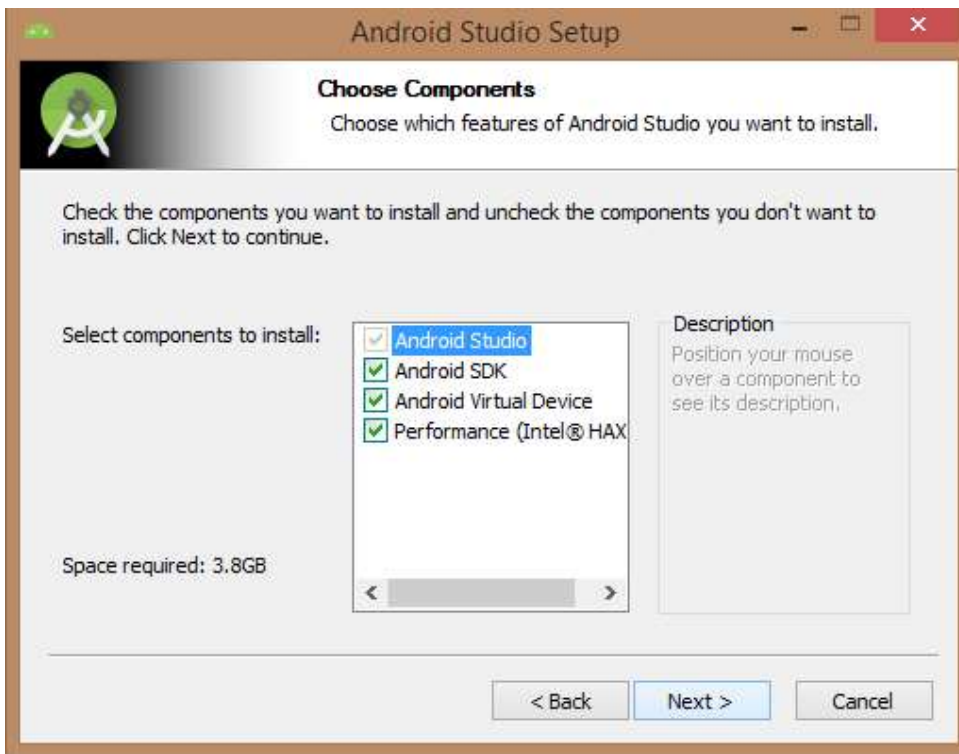 Android Studio Setup
Choose Components
Choose which features of Android Studio you want to install.
Check the components you want to install and uncheck the components you don't want to
install. Click Next to continue.
Select components to install:
Android Studio
Android SDK
Android Virtual Device
Performance (Intel® HAX
Description
Position your mouse
over a component to
see its description.
Space required: 3.8GB
< Back
Next >
Cancel